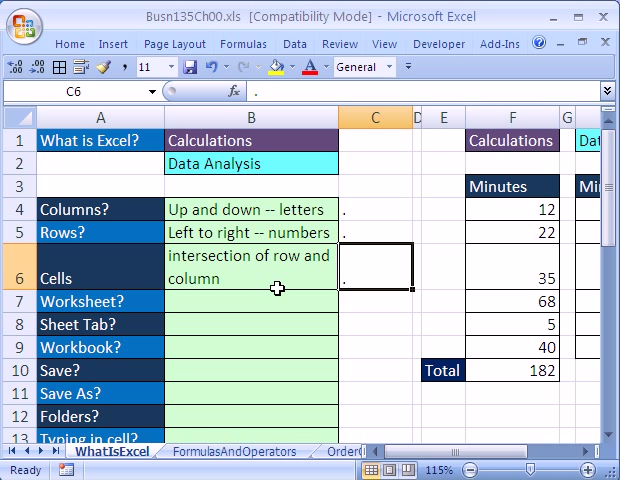 Busn135Ch00.xls [Compatibility Mode] - Microsoft Excel
Home Insert Page Layout Formulas Data Review View Developer Add-Ins
11 General
C6 fx .
A B C D E F G
1 What is Excel? Calculations Calculations Dat
2 Data Analysis
3 Minutes Min
4 Columns? Up and down -- letters . 12
5 Rows? Left to right -- numbers . 22
intersection of row and
6 Cells column . 35
7 Worksheet? 68
8 Sheet Tab? 5
9 Workbook? 40
10 Save? Total 182
11 Save As?
12 Folders?
13 Typing in cell?
WhatIsExcel FormulasAndOperators Order
Ready 115%